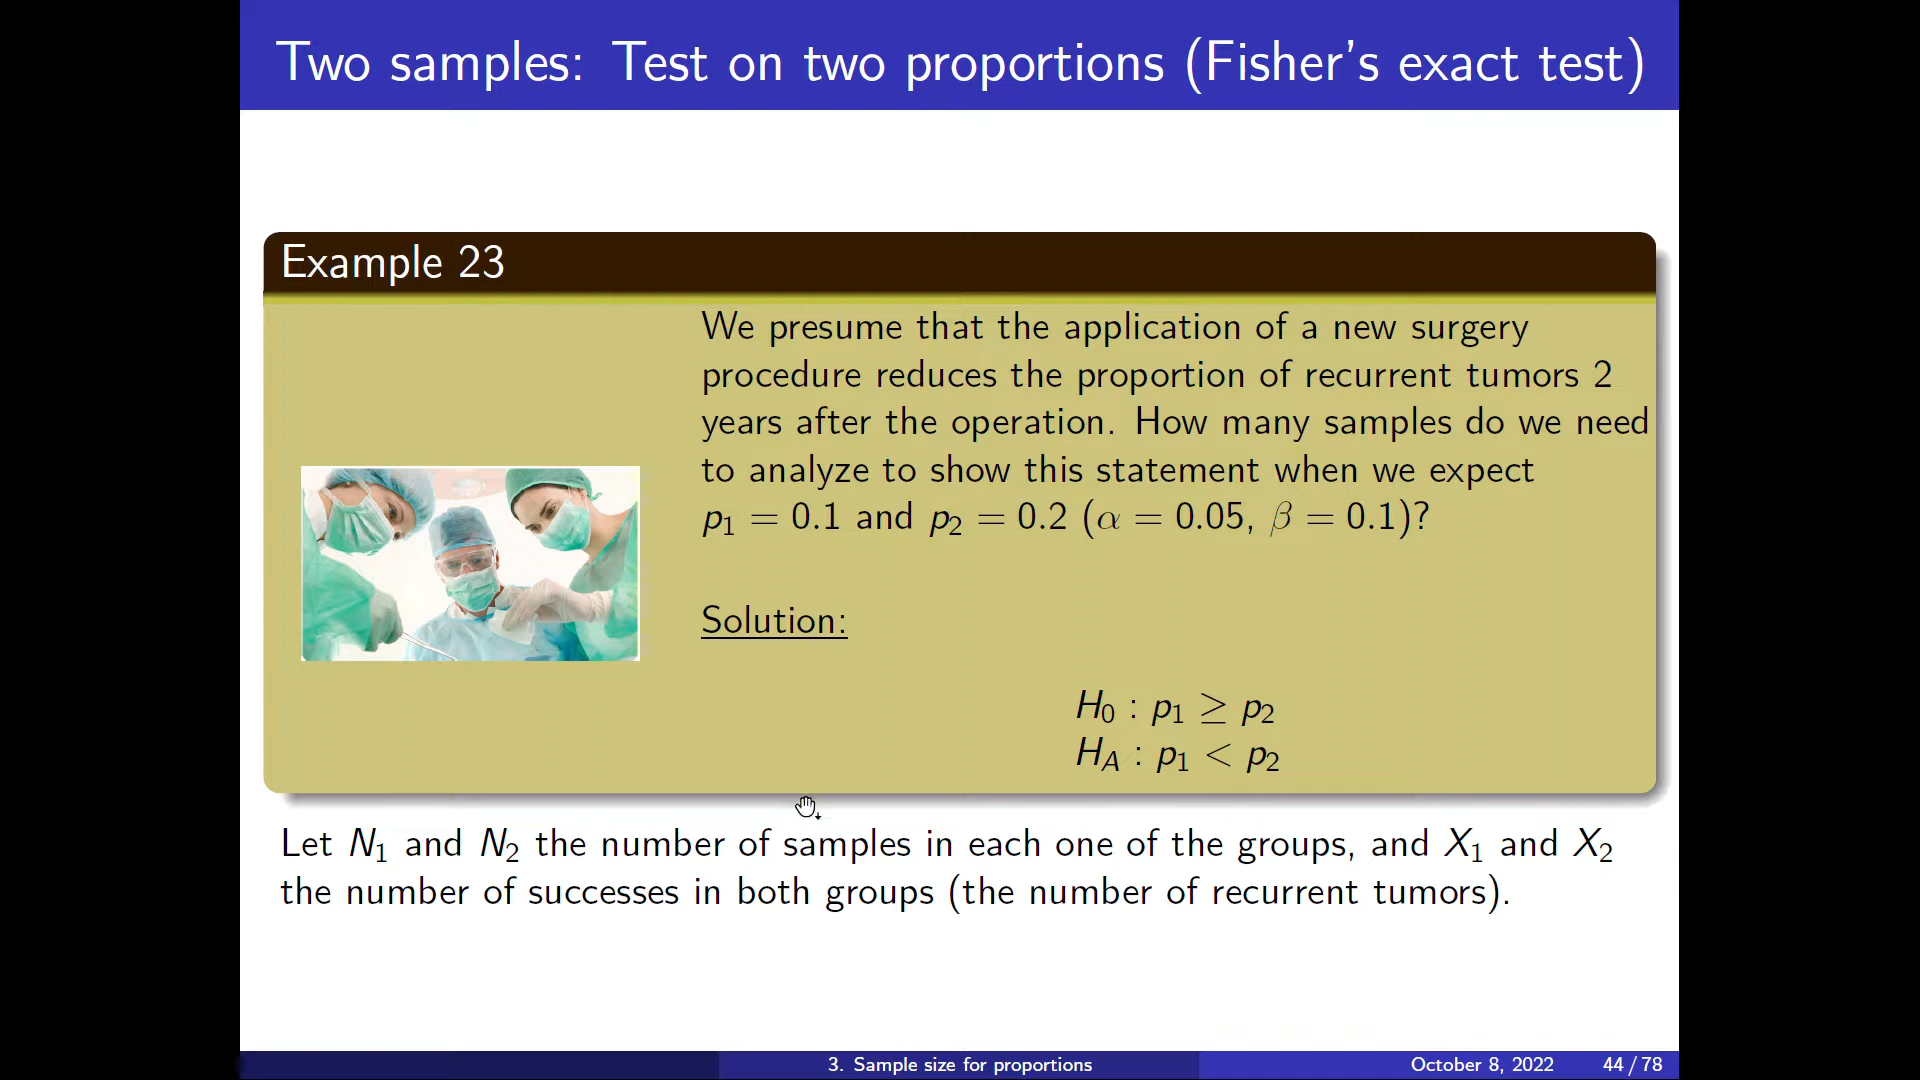 Two samples: Test on two proportions (Fisher's exact test)
Example 23
We presume that the application of a new surgery
procedure reduces the proportion of recurrent tumors 2
years after the operation. How many samples do we need
to analyze to show this statement when we expect
p₁ = 0.1 and p₂ = 0.2 (α = 0.05, β = 0.1)?
Solution:
H₀ : p₁ ≥ p₂
H_A : p₁ < p₂
Let N₁ and N₂ the number of samples in each one of the groups, and X₁ and X₂
the number of successes in both groups (the number of recurrent tumors).
3. Sample size for proportions October 8, 2022 44 / 78